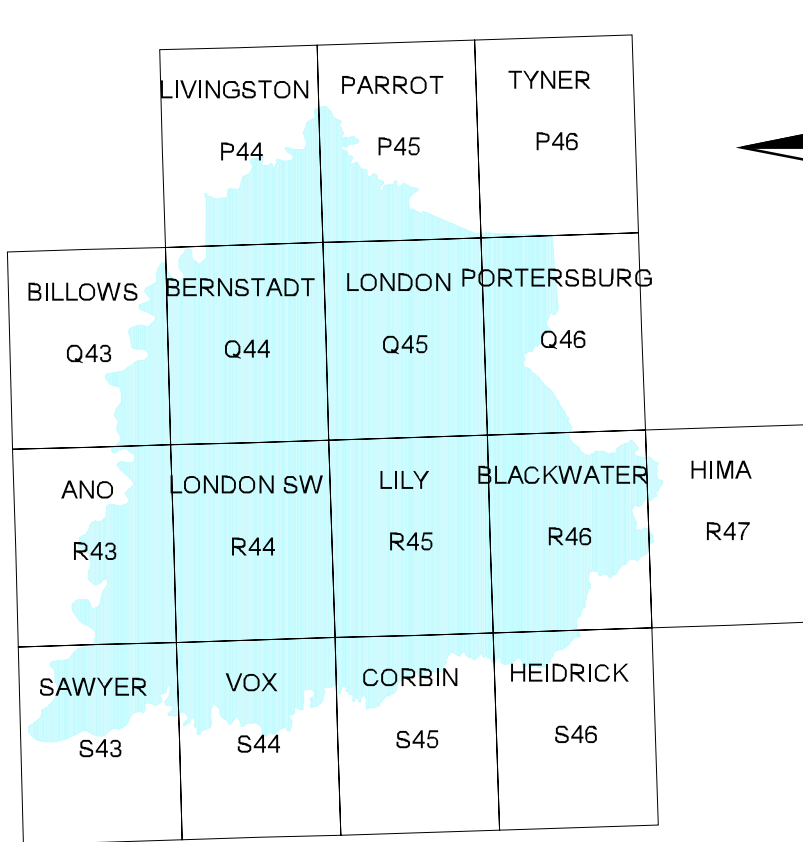 LIVINGSTON
P44
PARROT
P45
TYNER
P46
BILLOWS
Q43
BERNSTADT
Q44
LONDON
Q45
PORTERSBURG
Q46
ANO
R43
LONDON SW
R44
LILY
R45
BLACKWATER
R46
HIMA
R47
SAWYER
S43
VOX
S44
CORBIN
S45
HEIDRICK
S46